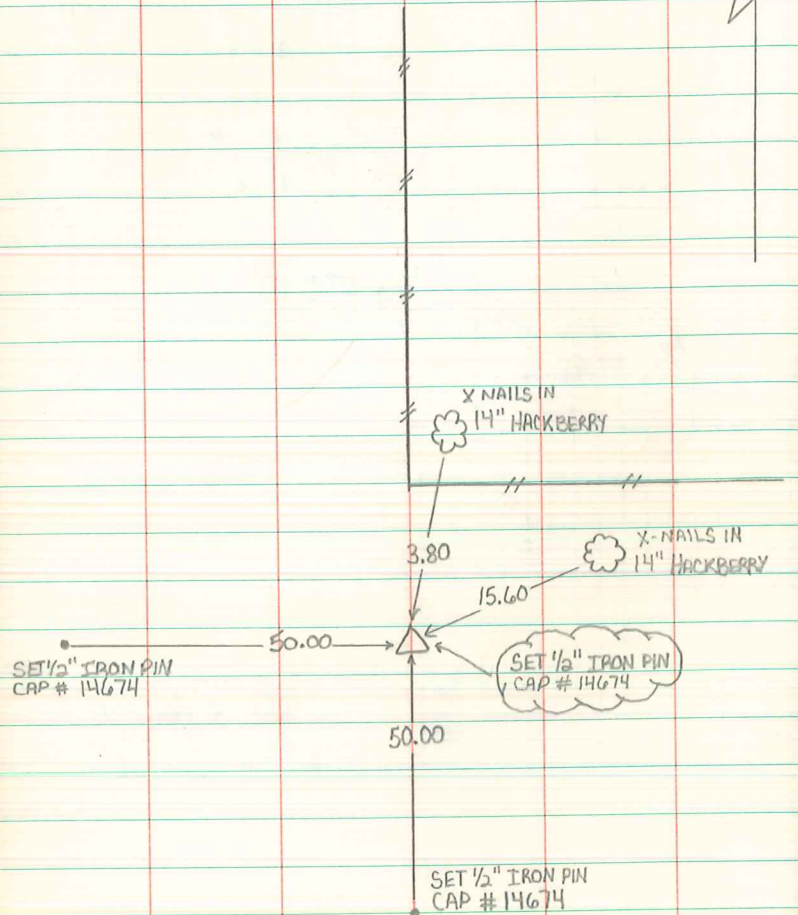 X NAILS IN
14" HACKBERRY
3.80
X-NAILS IN
14" HACKBERRY
15.60
50.00
SET 1/2" IRON PIN
CAP # 14674
SET 1/2" IRON PIN
CAP # 14674
50.00
SET 1/2" IRON PIN
CAP # 14674